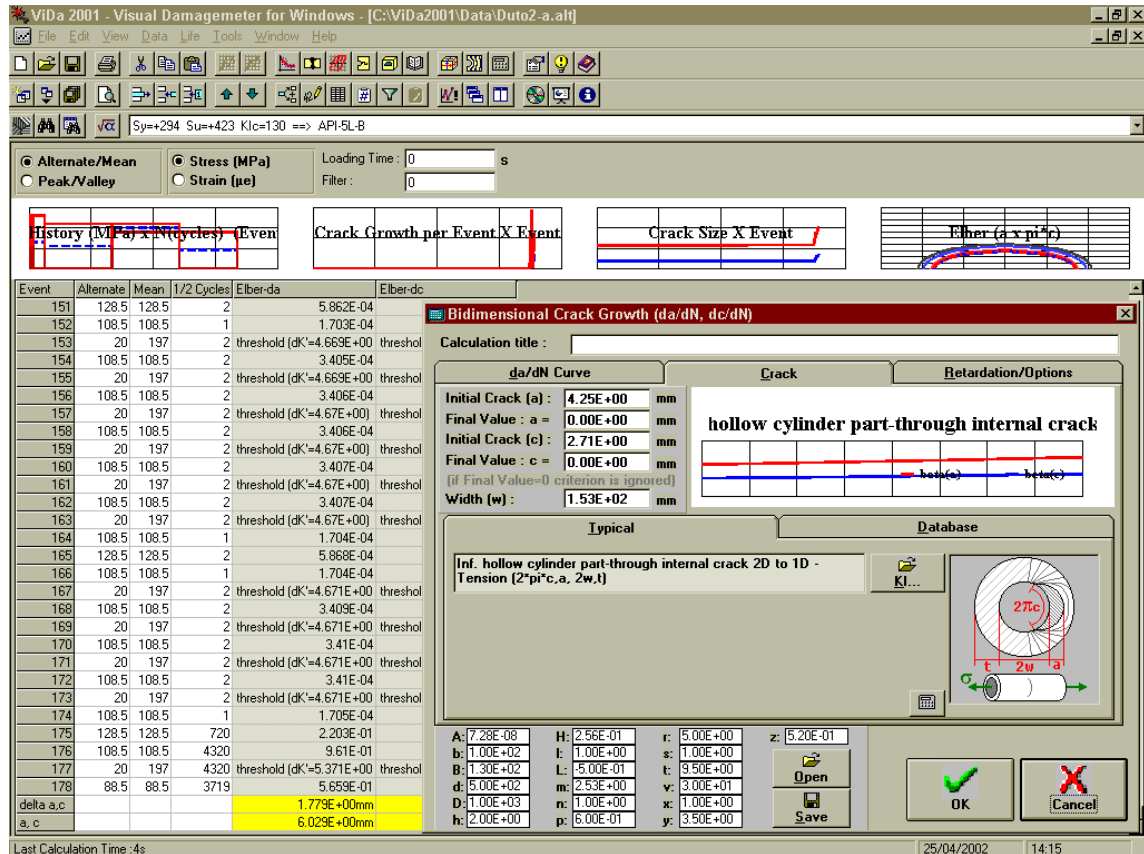 ViDa 2001 - Visual Damagemeter for Windows - [C:\ViDa2001\Data\Duto2-a.alt]
File Edit View Data Life Tools Window Help
Sy=+294 Su=+423 KIc=130 ==> API-5L-B
Alternate/Mean Stress (MPa) Loading Time : 0 s
Peak/Valley Strain (µe) Filter : 0
History (MPa) x N(cycles) (Even Crack Growth per Event X Event Crack Size X Event Elber (a x pi*r)
Event Alternate Mean 1/2 Cycles Elber-da Elber-dc
151 128.5 128.5 2 5.862E-04
152 108.5 108.5 1 1.703E-04
153 20 197 2 threshold (dK'=4.669E+00 threshol
154 108.5 108.5 2 3.405E-04
155 20 197 2 threshold (dK'=4.669E+00 threshol
156 108.5 108.5 2 3.406E-04
157 20 197 2 threshold (dK'=4.67E+00) threshol
158 108.5 108.5 2 3.406E-04
159 20 197 2 threshold (dK'=4.67E+00) threshol
160 108.5 108.5 2 3.407E-04
161 20 197 2 threshold (dK'=4.67E+00) threshol
162 108.5 108.5 2 3.407E-04
163 20 197 2 threshold (dK'=4.67E+00) threshol
164 108.5 108.5 1 1.704E-04
165 128.5 128.5 2 5.868E-04
166 108.5 108.5 1 1.704E-04
167 20 197 2 threshold (dK'=4.671E+00 threshol
168 108.5 108.5 2 3.409E-04
169 20 197 2 threshold (dK'=4.671E+00 threshol
170 108.5 108.5 2 3.41E-04
171 20 197 2 threshold (dK'=4.671E+00 threshol
172 108.5 108.5 2 3.41E-04
173 20 197 2 threshold (dK'=4.671E+00 threshol
174 108.5 108.5 1 1.705E-04
175 128.5 128.5 720 2.203E-01
176 108.5 108.5 4320 9.61E-01
177 20 197 4320 threshold (dK'=5.371E+00 threshol
178 88.5 88.5 3719 5.659E-01
delta a,c 1.779E+00mm
a, c 6.029E+00mm
Bidimensional Crack Growth (da/dN, dc/dN)
Calculation title :
da/dN Curve Crack Retardation/Options
Initial Crack (a) : 4.25E+00 mm
Final Value : a = 0.00E+00 mm
Initial Crack (c) : 2.71E+00 mm
Final Value : c = 0.00E+00 mm
(if Final Value=0 criterion is ignored)
Width (w) : 1.53E+02 mm
hollow cylinder part-through internal crack
beta(a) beta(c)
Typical Database
Inf. hollow cylinder part-through internal crack 2D to 1D -
Tension (2*pi*c,a, 2w,t)
KI...
2πc
t 2w a
σ
A: 7.28E-08 H: 2.56E-01 r: 5.00E+00 z: 5.20E-01
b: 1.00E+02 I: 1.00E+00 s: 1.00E+00
B: 1.30E+02 L: -5.00E-01 t: 9.50E+00
d: 5.00E+02 m: 2.53E+00 v: 3.00E+01
D: 1.00E+03 n: 1.00E+00 x: 1.00E+00
h: 2.00E+00 p: 6.00E-01 y: 3.50E+00
Open
Save
OK
Cancel
Last Calculation Time :4s 25/04/2002 14:15